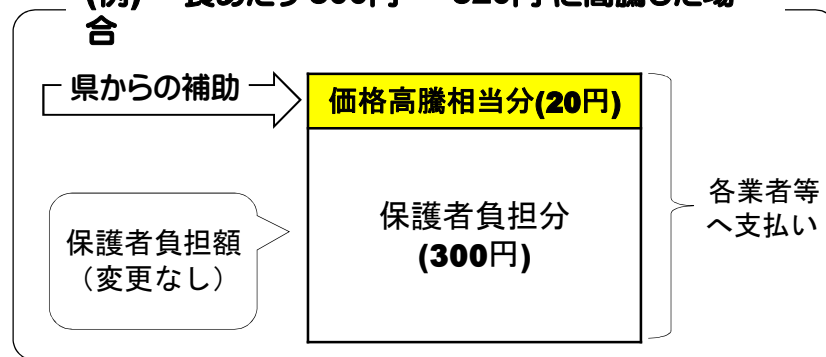 合
県からの補助
価格高騰相当分(20円)
保護者負担分
(300円)
保護者負担額
（変更なし）
各業者等
へ支払い